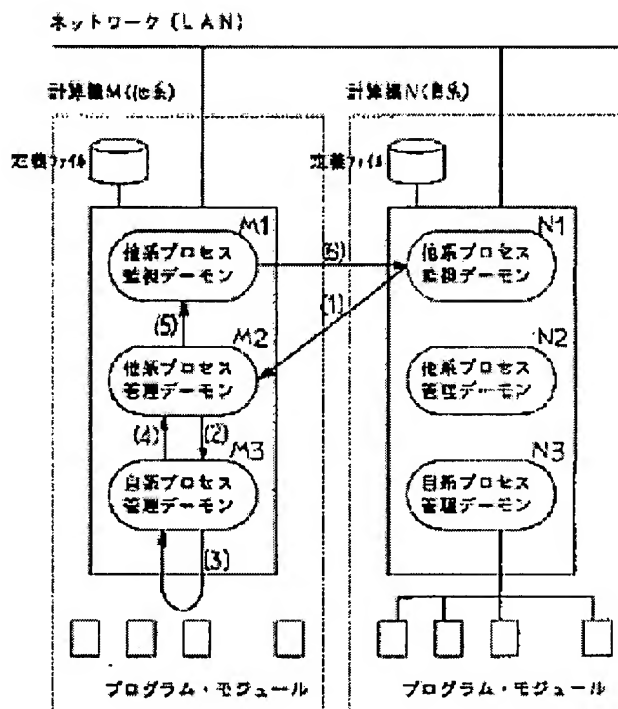 ネットワーク(LAN)
計算機M(他系)
計算機N(自系)
定義ファイル
定義ファイル
M1
他系プロセス
監視デーモン
(6)
N1
他系プロセス
監視デーモン
(1)
(5)
M2
他系プロセス
管理デーモン
N2
他系プロセス
管理デーモン
(4)
(2)
M3
自系プロセス
管理デーモン
N3
自系プロセス
管理デーモン
(3)
プログラム・モジュール
プログラム・モジュール